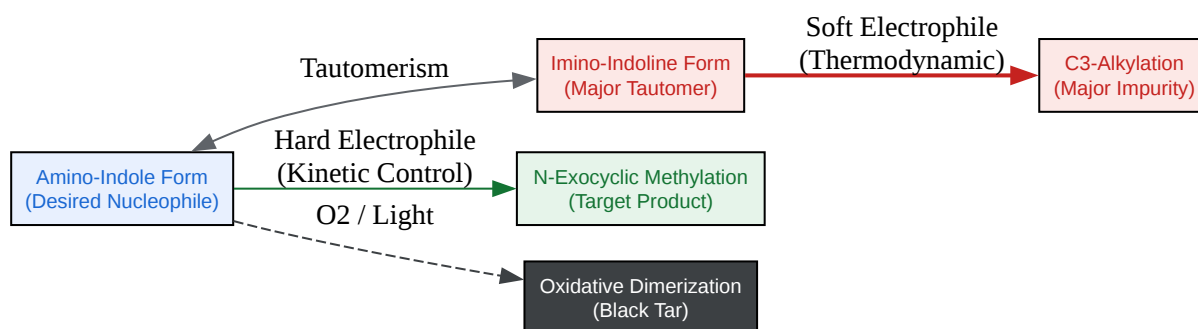 Soft Electrophile
(Thermodynamic)
Imino-Indoline Form
(Major Tautomer)
C3-Alkylation
(Major Impurity)
Tautomerism
Hard Electrophile
(Kinetic Control)
Amino-Indole Form
(Desired Nucleophile)
N-Exocyclic Methylation
(Target Product)
O2 / Light
Oxidative Dimerization
(Black Tar)